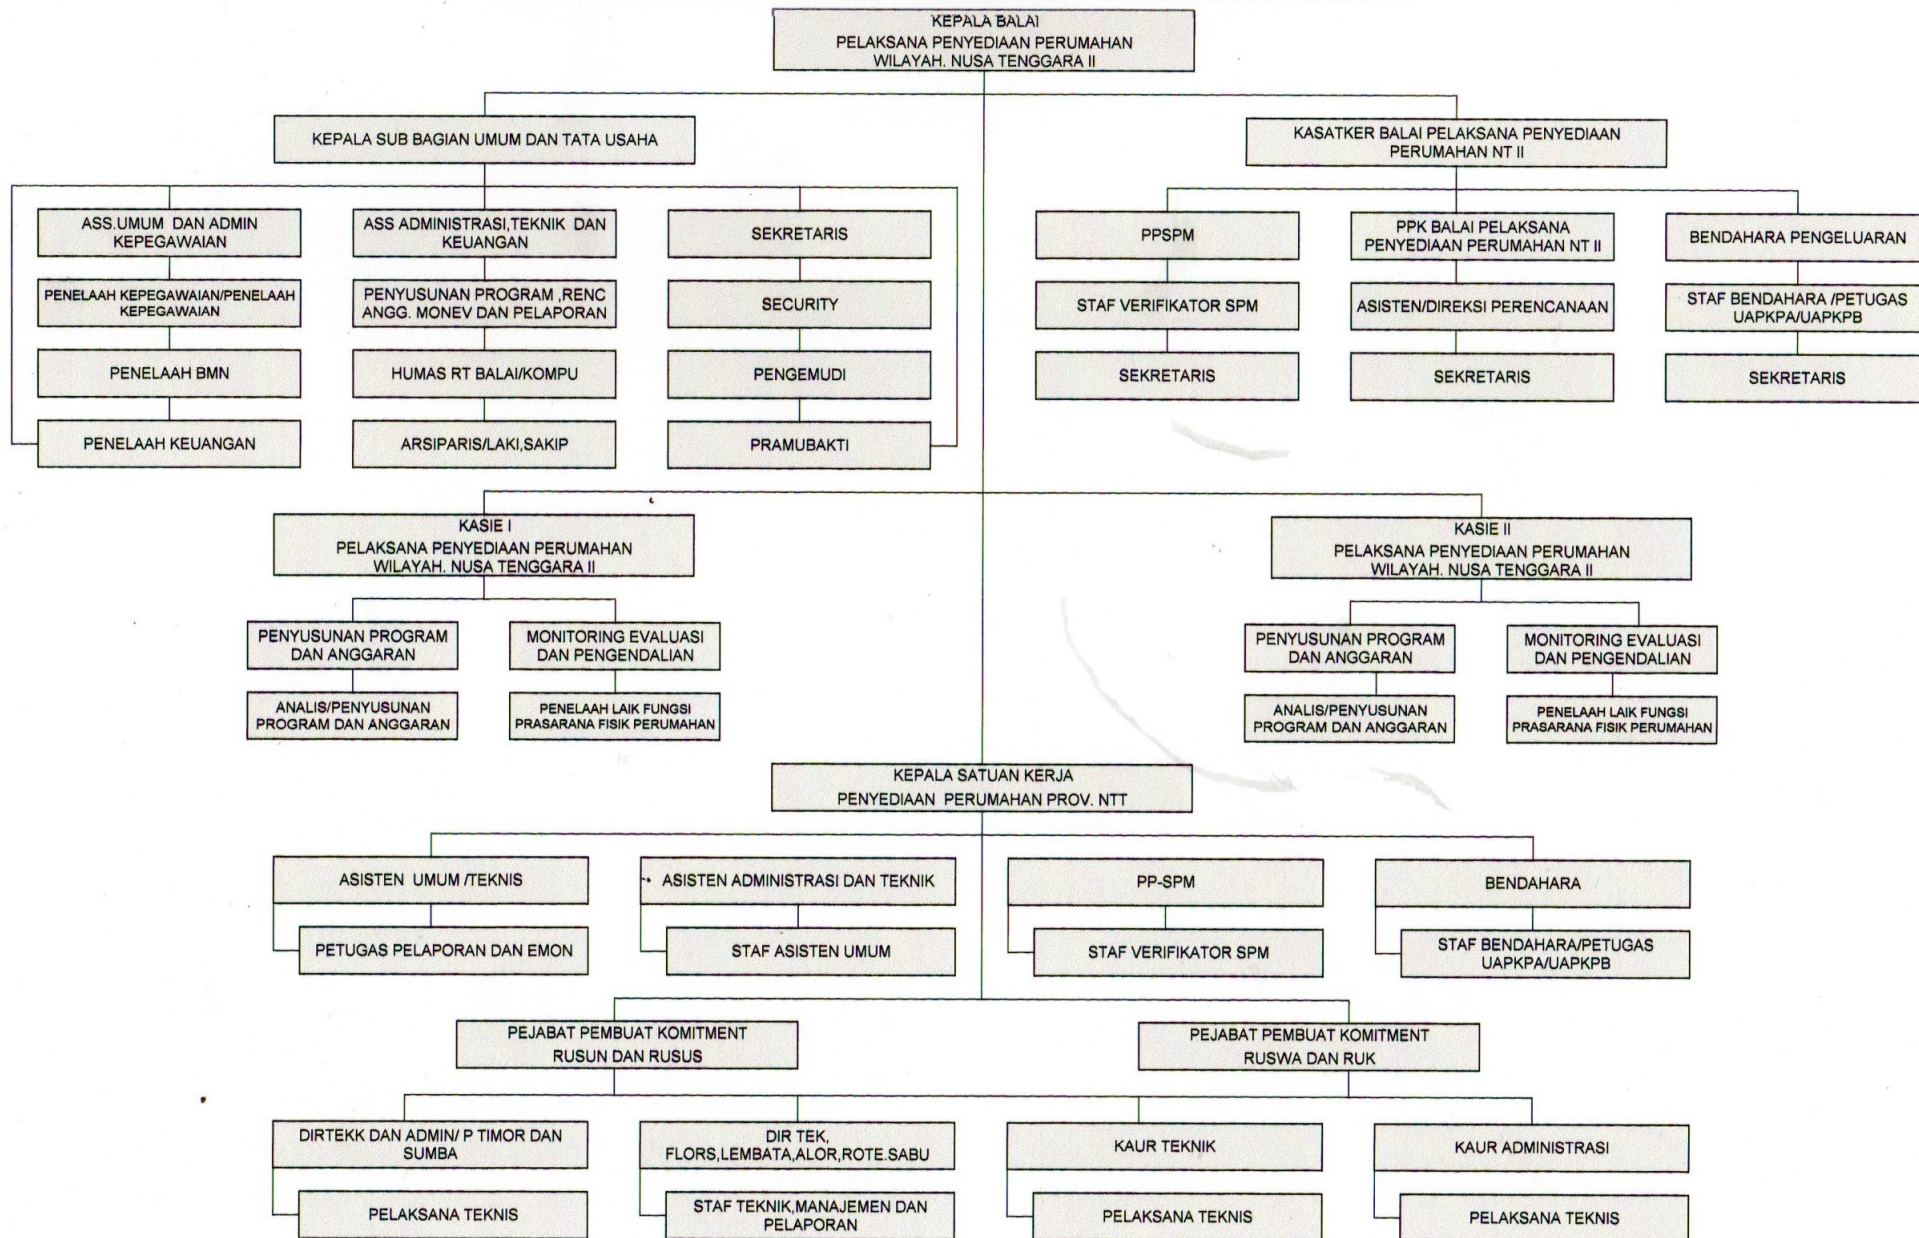 KEPALA BALAI
PELAKSANA PENYEDIAAN PERUMAHAN
WILAYAH. NUSA TENGGARA II
KEPALA SUB BAGIAN UMUM DAN TATA USAHA
KASATKER BALAI PELAKSANA PENYEDIAAN
PERUMAHAN NT II
ASS.UMUM DAN ADMIN
KEPEGAWAIAN
ASS ADMINISTRASI,TEKNIK DAN
KEUANGAN
SEKRETARIS
PPSPM
PPK BALAI PELAKSANA
PENYEDIAAN PERUMAHAN NT II
BENDAHARA PENGELUARAN
PENELAAH KEPEGAWAIAN/PENELAAH
KEPEGAWAIAN
PENYUSUNAN PROGRAM ,RENC
ANGG. MONEV DAN PELAPORAN
SECURITY
STAF VERIFIKATOR SPM
ASISTEN/DIREKSI PERENCANAAN
STAF BENDAHARA /PETUGAS
UAPKPA/UAPKPB
PENELAAH BMN
HUMAS RT BALAI/KOMPU
PENGEMUDI
SEKRETARIS
SEKRETARIS
SEKRETARIS
PENELAAH KEUANGAN
ARSIPARIS/LAKI,SAKIP
PRAMUBAKTI
KASIE I
PELAKSANA PENYEDIAAN PERUMAHAN
WILAYAH. NUSA TENGGARA II
KASIE II
PELAKSANA PENYEDIAAN PERUMAHAN
WILAYAH. NUSA TENGGARA II
PENYUSUNAN PROGRAM
DAN ANGGARAN
MONITORING EVALUASI
DAN PENGENDALIAN
PENYUSUNAN PROGRAM
DAN ANGGARAN
MONITORING EVALUASI
DAN PENGENDALIAN
ANALIS/PENYUSUNAN
PROGRAM DAN ANGGARAN
PENELAAH LAIK FUNGSI
PRASARANA FISIK PERUMAHAN
ANALIS/PENYUSUNAN
PROGRAM DAN ANGGARAN
PENELAAH LAIK FUNGSI
PRASARANA FISIK PERUMAHAN
KEPALA SATUAN KERJA
PENYEDIAAN PERUMAHAN PROV. NTT
ASISTEN UMUM /TEKNIS
ASISTEN ADMINISTRASI DAN TEKNIK
PP-SPM
BENDAHARA
PETUGAS PELAPORAN DAN EMON
STAF ASISTEN UMUM
STAF VERIFIKATOR SPM
STAF BENDAHARA/PETUGAS
UAPKPA/UAPKPB
PEJABAT PEMBUAT KOMITMENT
RUSUN DAN RUSUS
PEJABAT PEMBUAT KOMITMENT
RUSWA DAN RUK
DIRTEKK DAN ADMIN/ P TIMOR DAN
SUMBA
DIR TEK,
FLORS,LEMBATA,ALOR,ROTE.SABU
KAUR TEKNIK
KAUR ADMINISTRASI
PELAKSANA TEKNIS
STAF TEKNIK,MANAJEMEN DAN
PELAPORAN
PELAKSANA TEKNIS
PELAKSANA TEKNIS